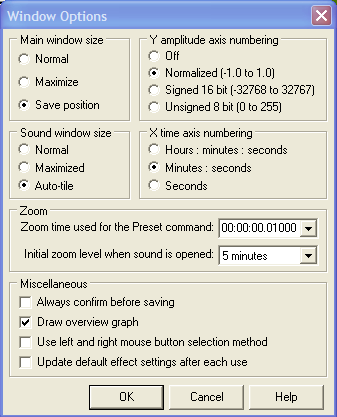 Window Options
Main window size
Normal
Maximize
Save position
Y amplitude axis numbering
Off
Normalized (-1.0 to 1.0)
Signed 16 bit (-32768 to 32767)
Unsigned 8 bit (0 to 255)
Sound window size
Normal
Maximized
Auto-tile
X time axis numbering
Hours : minutes : seconds
Minutes : seconds
Seconds
Zoom
Zoom time used for the Preset command: 00:00:00.01000
Initial zoom level when sound is opened: 5 minutes
Miscellaneous
Always confirm before saving
Draw overview graph
Use left and right mouse button selection method
Update default effect settings after each use
OK Cancel Help